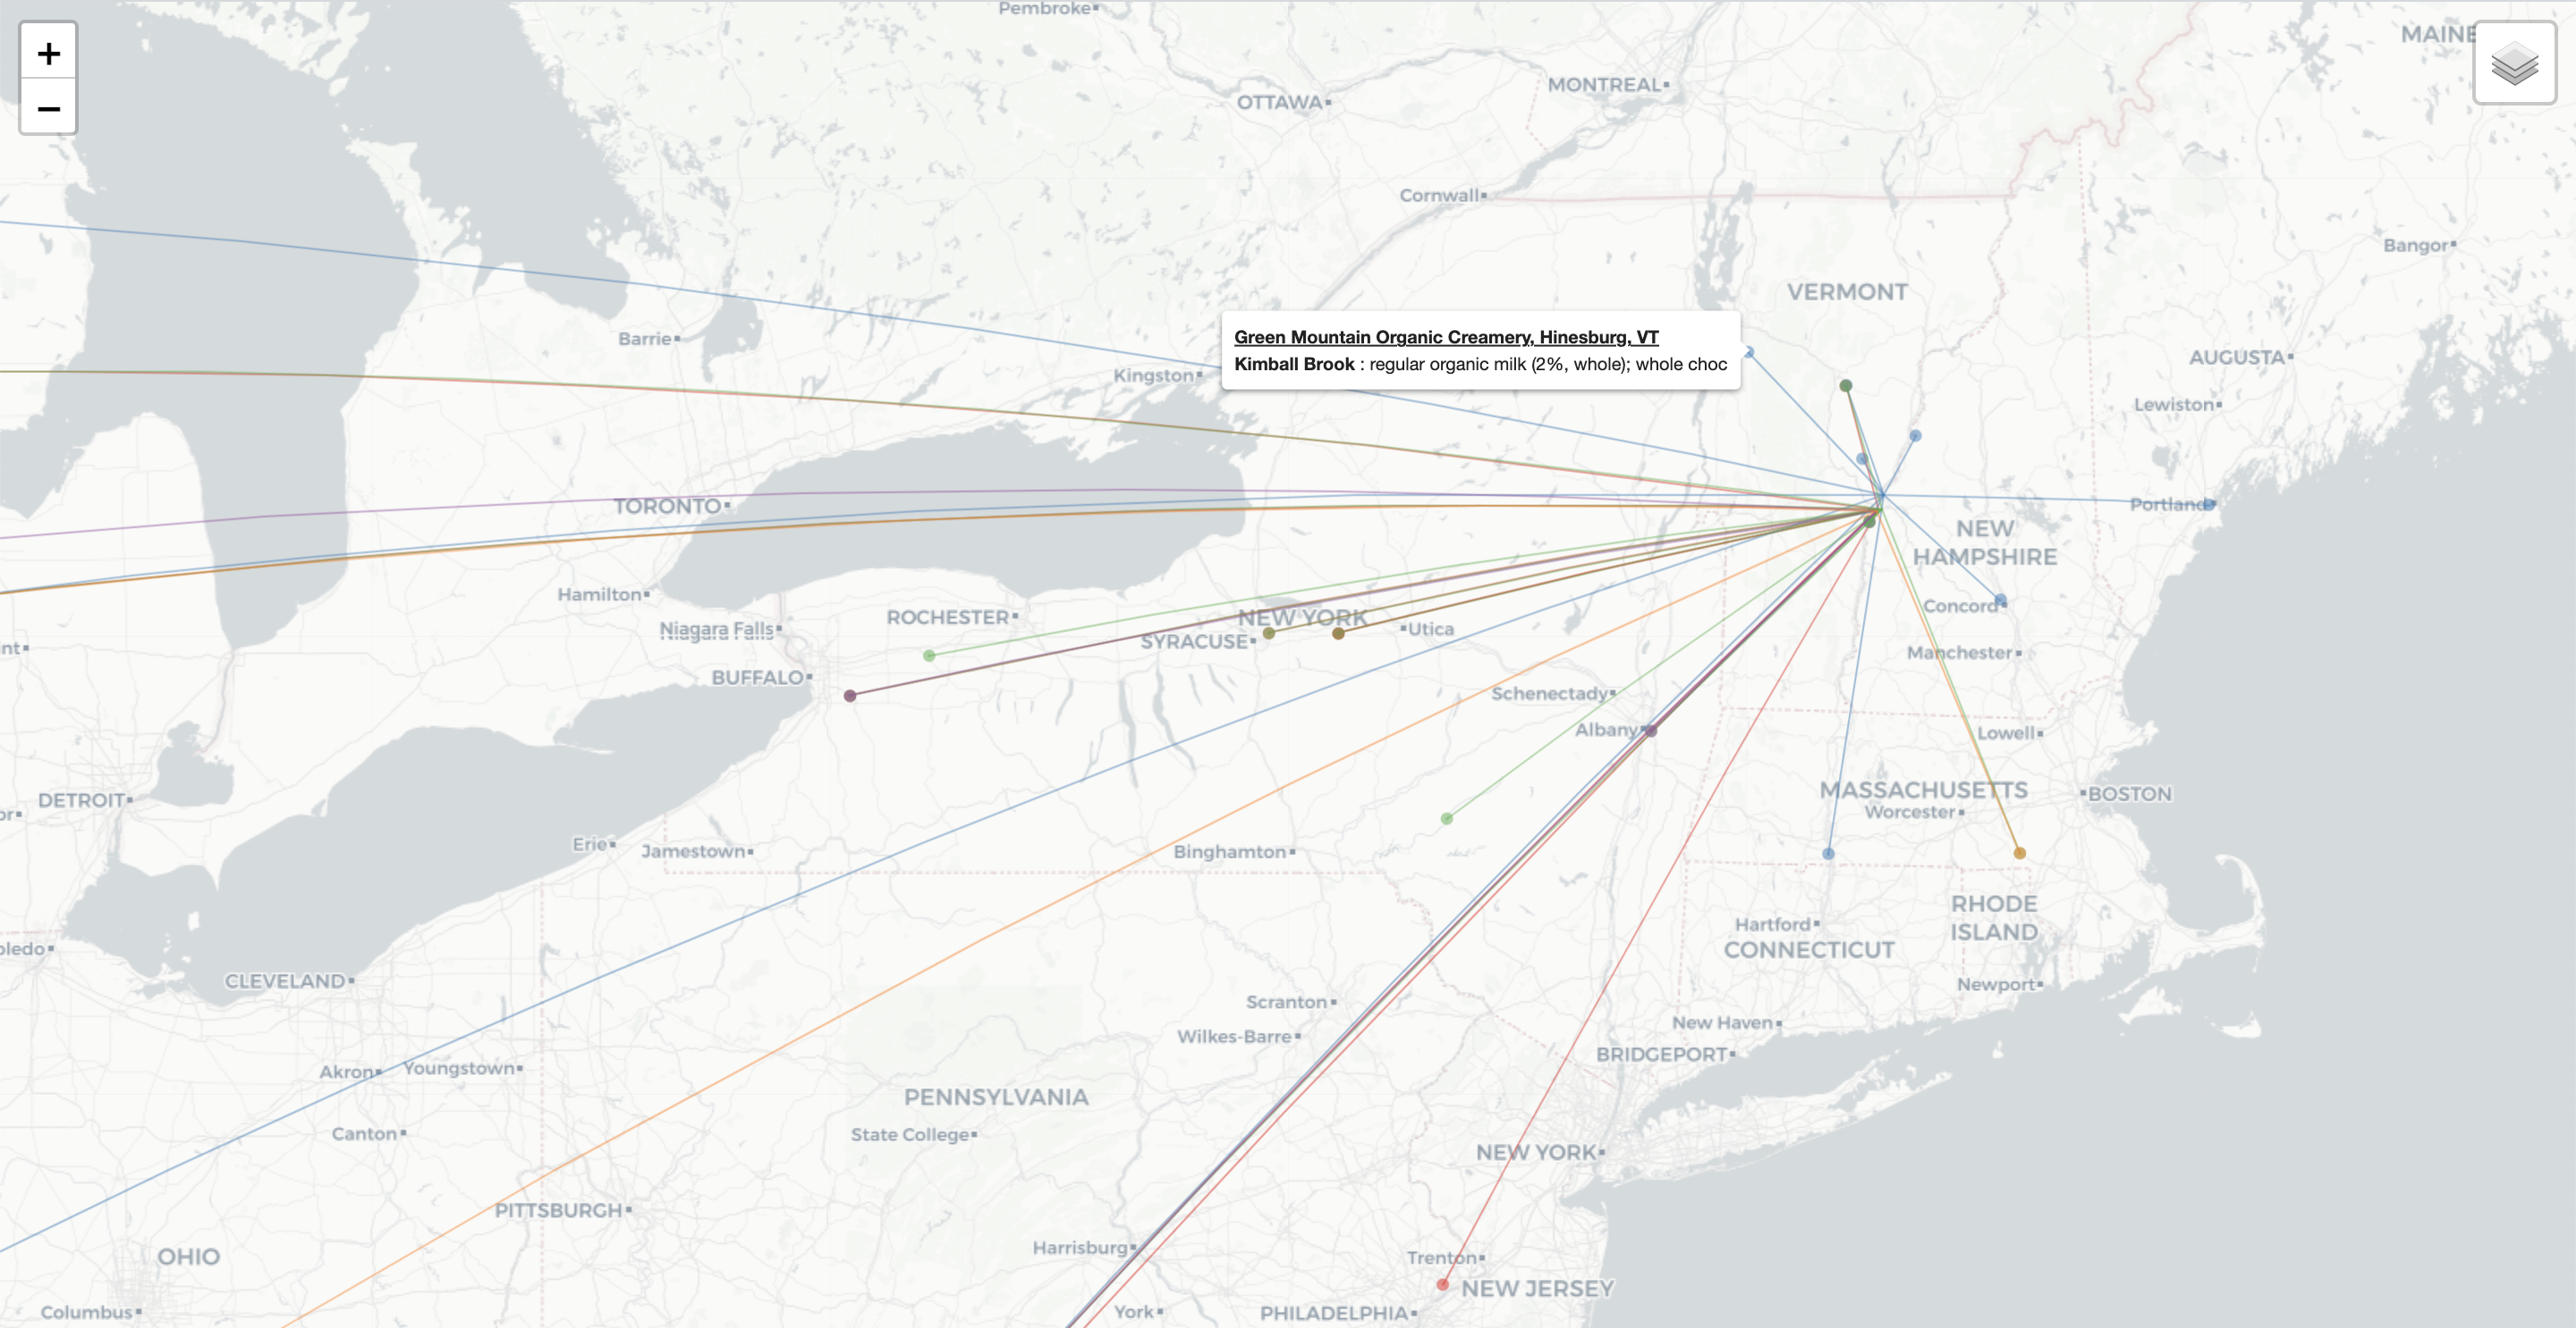 +
−
Pembroke
MAINE
OTTAWA
MONTREAL
Cornwall
Bangor
VERMONT
Barrie
Green Mountain Organic Creamery, Hinesburg, VT
Kimball Brook : regular organic milk (2%, whole); whole choc
Kingston
AUGUSTA
Lewiston
TORONTO
Portland
NEW
HAMPSHIRE
Hamilton
Concord
ROCHESTER
NEW YORK
Niagara Falls
SYRACUSE
Utica
nt
BUFFALO
Manchester
Schenectady
Albany
Lowell
DETROIT
MASSACHUSETTS
BOSTON
or
Worcester
Erie
Jamestown
Binghamton
RHODE
ISLAND
Hartford
CONNECTICUT
oledo
CLEVELAND
Newport
Scranton
New Haven
Wilkes-Barre
BRIDGEPORT
Akron
Youngstown
PENNSYLVANIA
Canton
State College
NEW YORK
PITTSBURGH
Harrisburg
OHIO
Trenton
NEW JERSEY
Columbus
York
PHILADELPHIA